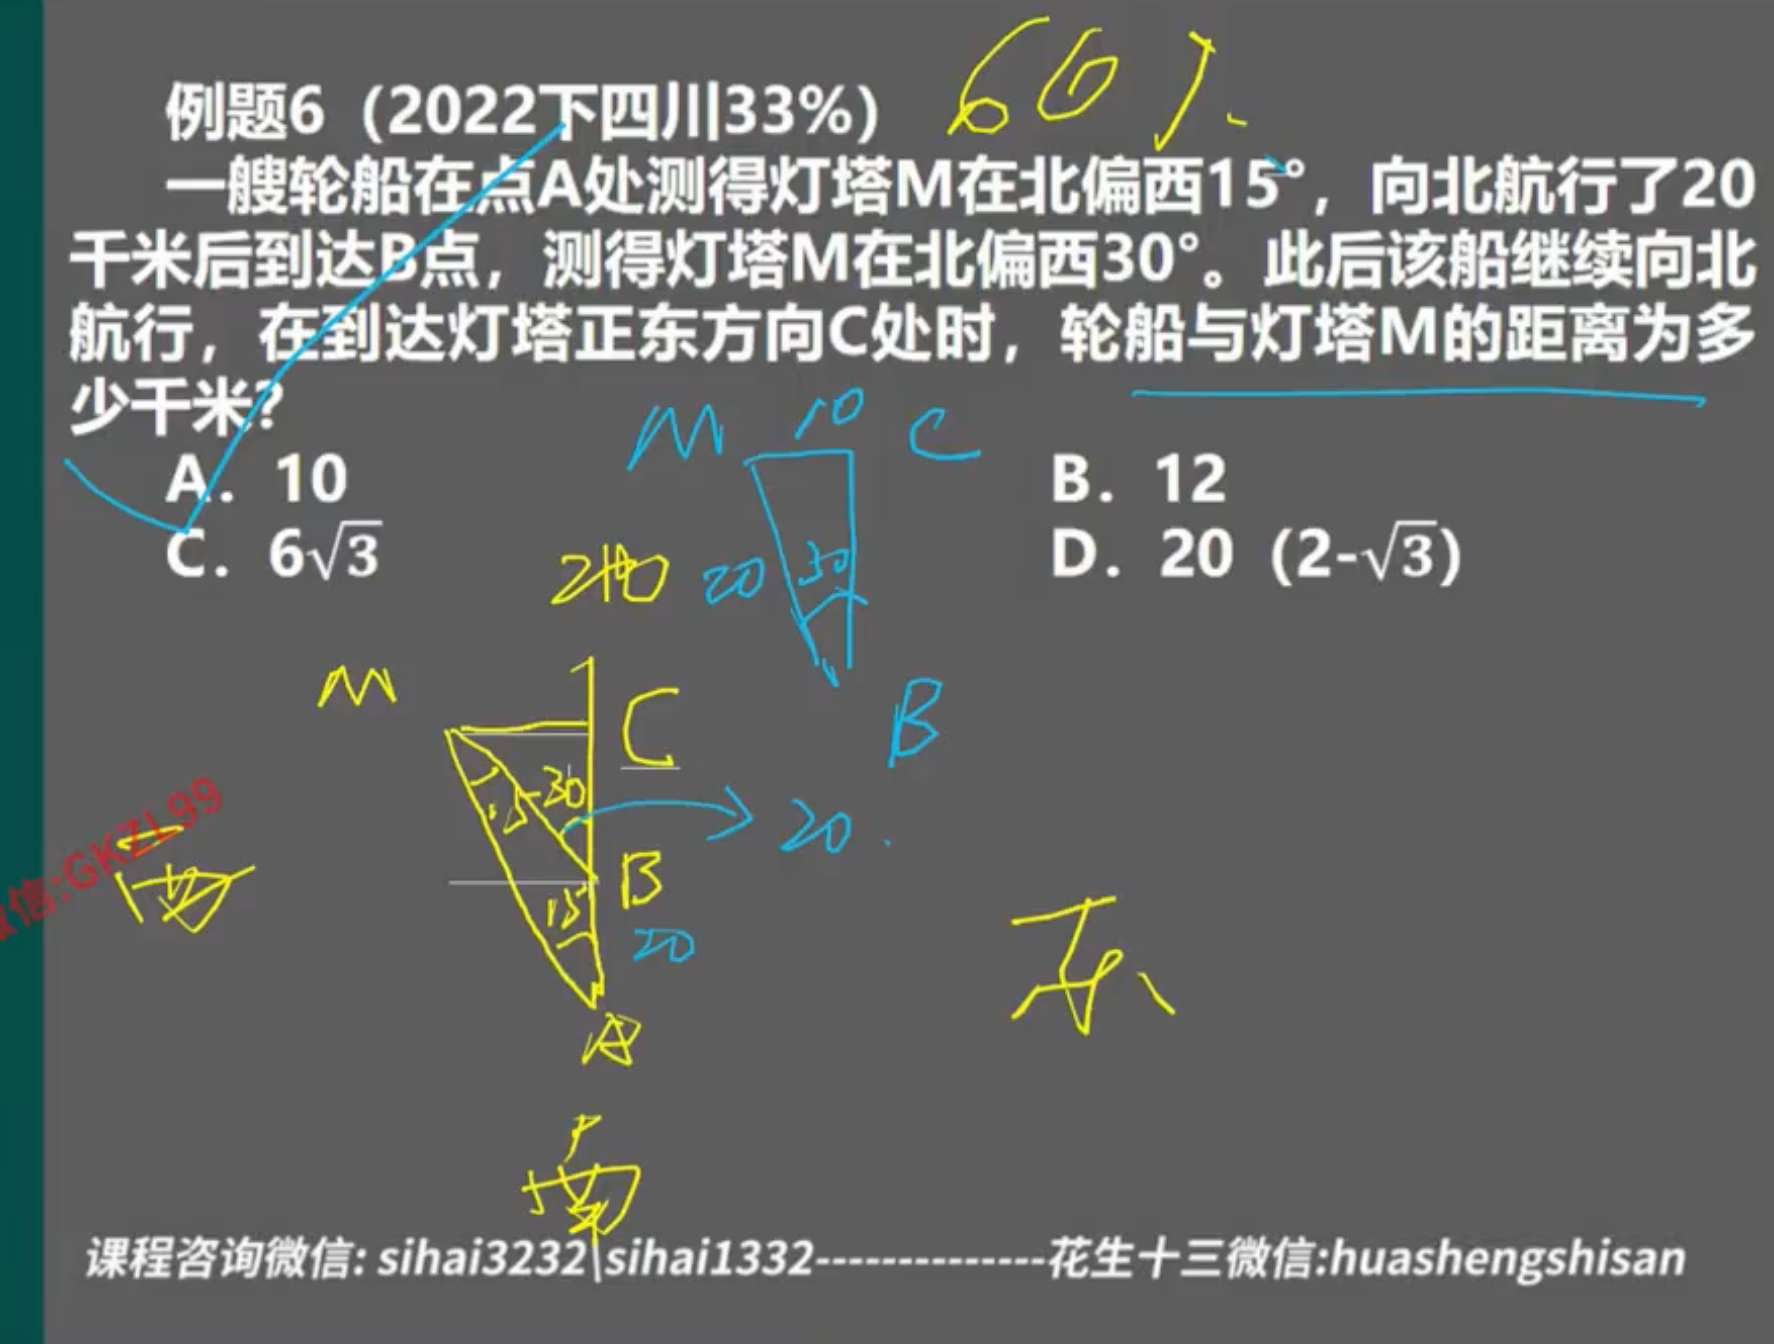 例题6（2022下四川33%）
60%
一艘轮船在点A处测得灯塔M在北偏西15°，向北航行了20
千米后到达B点，测得灯塔M在北偏西30°。此后该船继续向北
航行，在到达灯塔正东方向C处时，轮船与灯塔M的距离为多
少千米？
A. 10
B. 12
C. 6√3
D. 20（2-√3）
M 10 C
20 30
B
北
M
C
15 30
20
B
15
20
A
西
东
南
微信:GKZL99
课程咨询微信: sihai3232|sihai1332--------------花生十三微信:huashengshisan